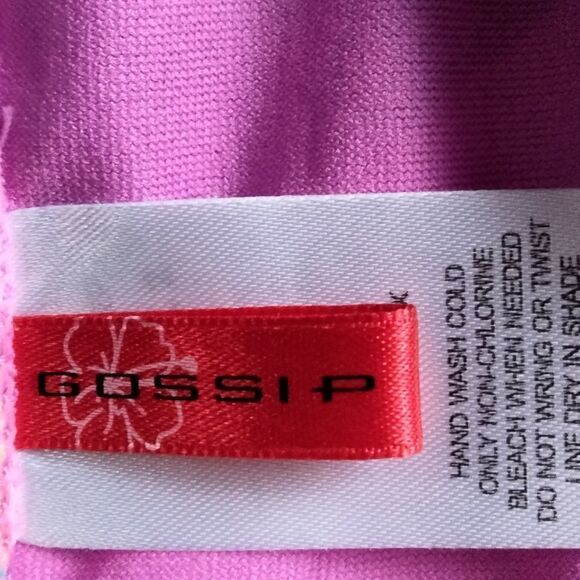 GOSSIP
HAND WASH COLD
ONLY NON-CHLORINE
BLEACH WHEN NEEDED
DO NOT WRING OR TWIST
LINE DRY IN SHADE